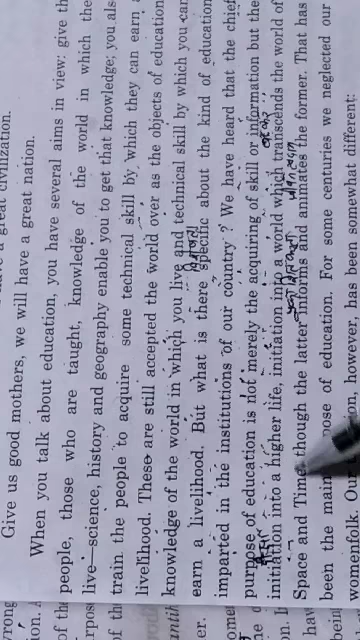 a great civilization.
Give us good mothers, we will have a great nation.
When you talk about education, you have several aims in view: give th
people, those who are taught, knowledge of the world in which the
live—science, history and geography enable you to get that knowledge; you als
train the people to acquire some technical skill by which they can earn a
livelihood. These are still accepted the world over as the objects of education
knowledge of the world in which you live and technical skill by which you can
earn a livelihood. But what is there specific about the kind of education
imparted in the institutions of our country? We have heard that the chief
purpose of education is not merely the acquiring of skill or information but the
initiation into a higher life, initiation into a world which transcends the world of
Space and Time, though the latter informs and animates the former. That has
been the main pose of education. For some centuries we neglected our
womenfolk. Our on, however, has been somewhat different: